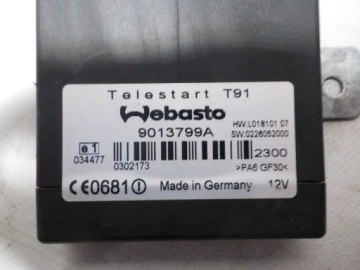 Telestart T91
Webasto
9013799A
HW:L018101 07
SW:0226052000
e1
034477
0302173
2300
>PA6 GF30<
CE0681!
Made in Germany
12V